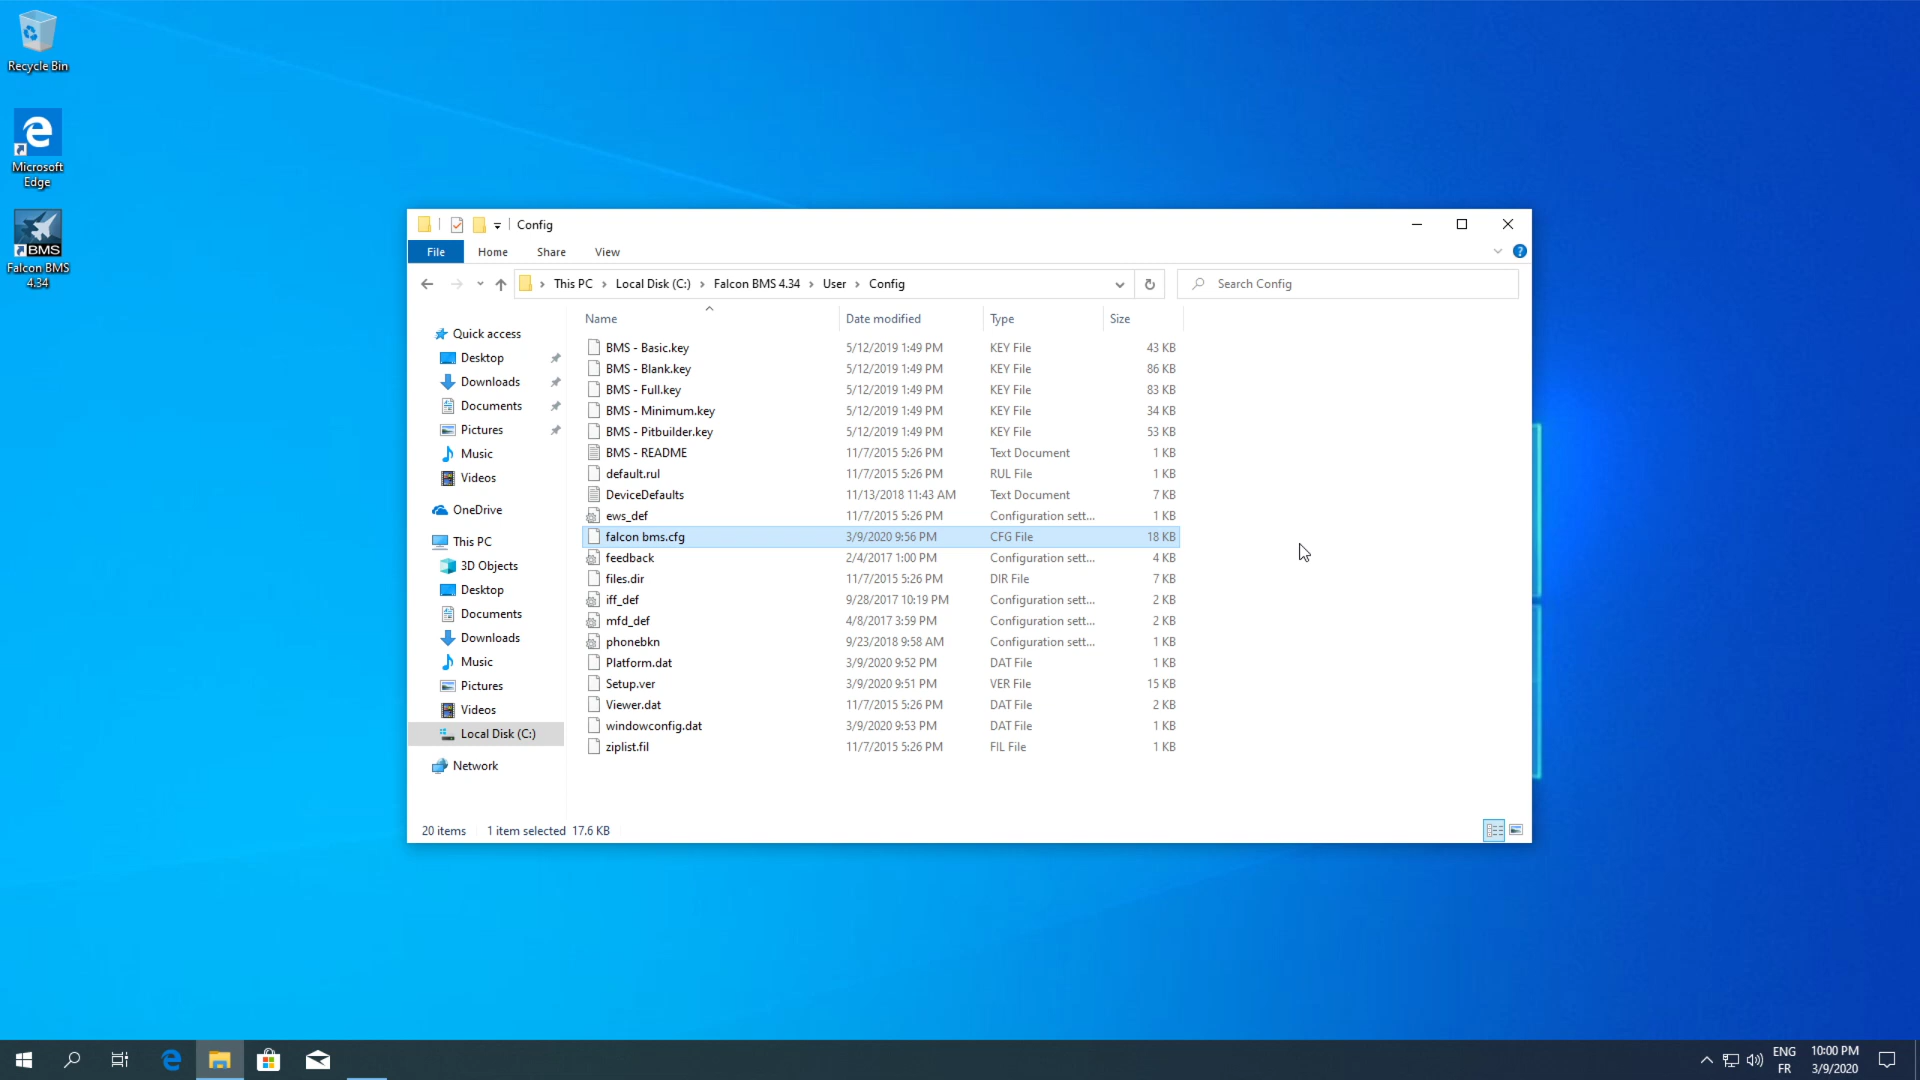 Recycle Bin
Microsoft
Edge
BMS
Falcon BMS
4.34
Config
File Home Share View
This PC Local Disk (C:) Falcon BMS 4.34 User Config
Search Config
Name Date modified Type Size
Quick access
Desktop
Downloads
Documents
Pictures
Music
Videos
OneDrive
This PC
3D Objects
Desktop
Documents
Downloads
Music
Pictures
Videos
Local Disk (C:)
Network
BMS - Basic.key 5/12/2019 1:49 PM KEY File 43 KB
BMS - Blank.key 5/12/2019 1:49 PM KEY File 86 KB
BMS - Full.key 5/12/2019 1:49 PM KEY File 83 KB
BMS - Minimum.key 5/12/2019 1:49 PM KEY File 34 KB
BMS - Pitbuilder.key 5/12/2019 1:49 PM KEY File 53 KB
BMS - README 11/7/2015 5:26 PM Text Document 1 KB
default.rul 11/7/2015 5:26 PM RUL File 1 KB
DeviceDefaults 11/13/2018 11:43 AM Text Document 7 KB
ews_def 11/7/2015 5:26 PM Configuration sett... 1 KB
falcon bms.cfg 3/9/2020 9:56 PM CFG File 18 KB
feedback 2/4/2017 1:00 PM Configuration sett... 4 KB
files.dir 11/7/2015 5:26 PM DIR File 7 KB
iff_def 9/28/2017 10:19 PM Configuration sett... 2 KB
mfd_def 4/8/2017 3:59 PM Configuration sett... 2 KB
phonebkn 9/23/2018 9:58 AM Configuration sett... 1 KB
Platform.dat 3/9/2020 9:52 PM DAT File 1 KB
Setup.ver 3/9/2020 9:51 PM VER File 15 KB
Viewer.dat 11/7/2015 5:26 PM DAT File 2 KB
windowconfig.dat 3/9/2020 9:53 PM DAT File 1 KB
ziplist.fil 11/7/2015 5:26 PM FIL File 1 KB
20 items 1 item selected 17.6 KB
ENG 10:00 PM
FR 3/9/2020